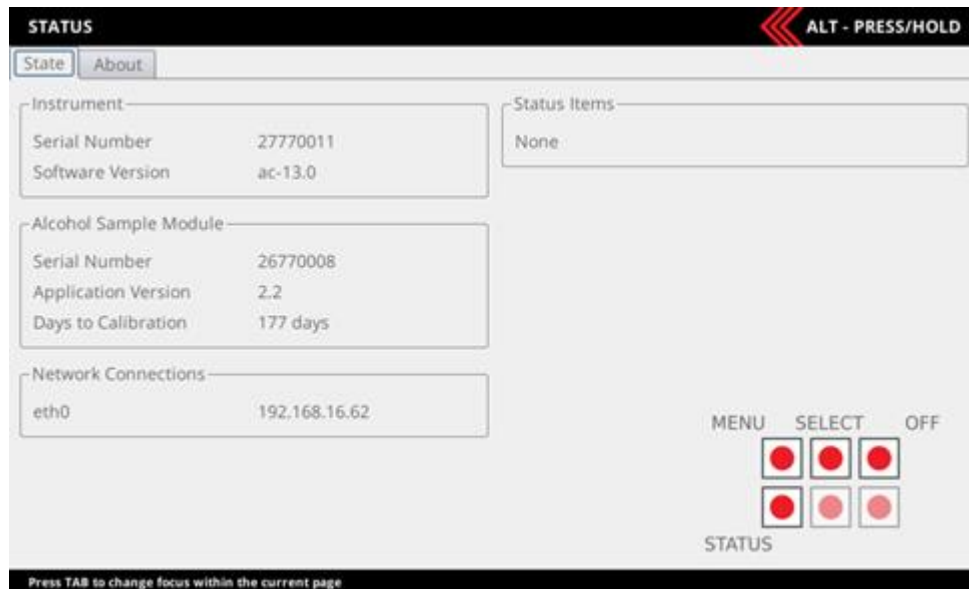 STATUS
ALT - PRESS/HOLD
State About
Instrument
Serial Number 27770011
Software Version ac-13.0
Alcohol Sample Module
Serial Number 26770008
Application Version 2.2
Days to Calibration 177 days
Network Connections
eth0 192.168.16.62
Status Items
None
MENU SELECT OFF
STATUS
Press TAB to change focus within the current page